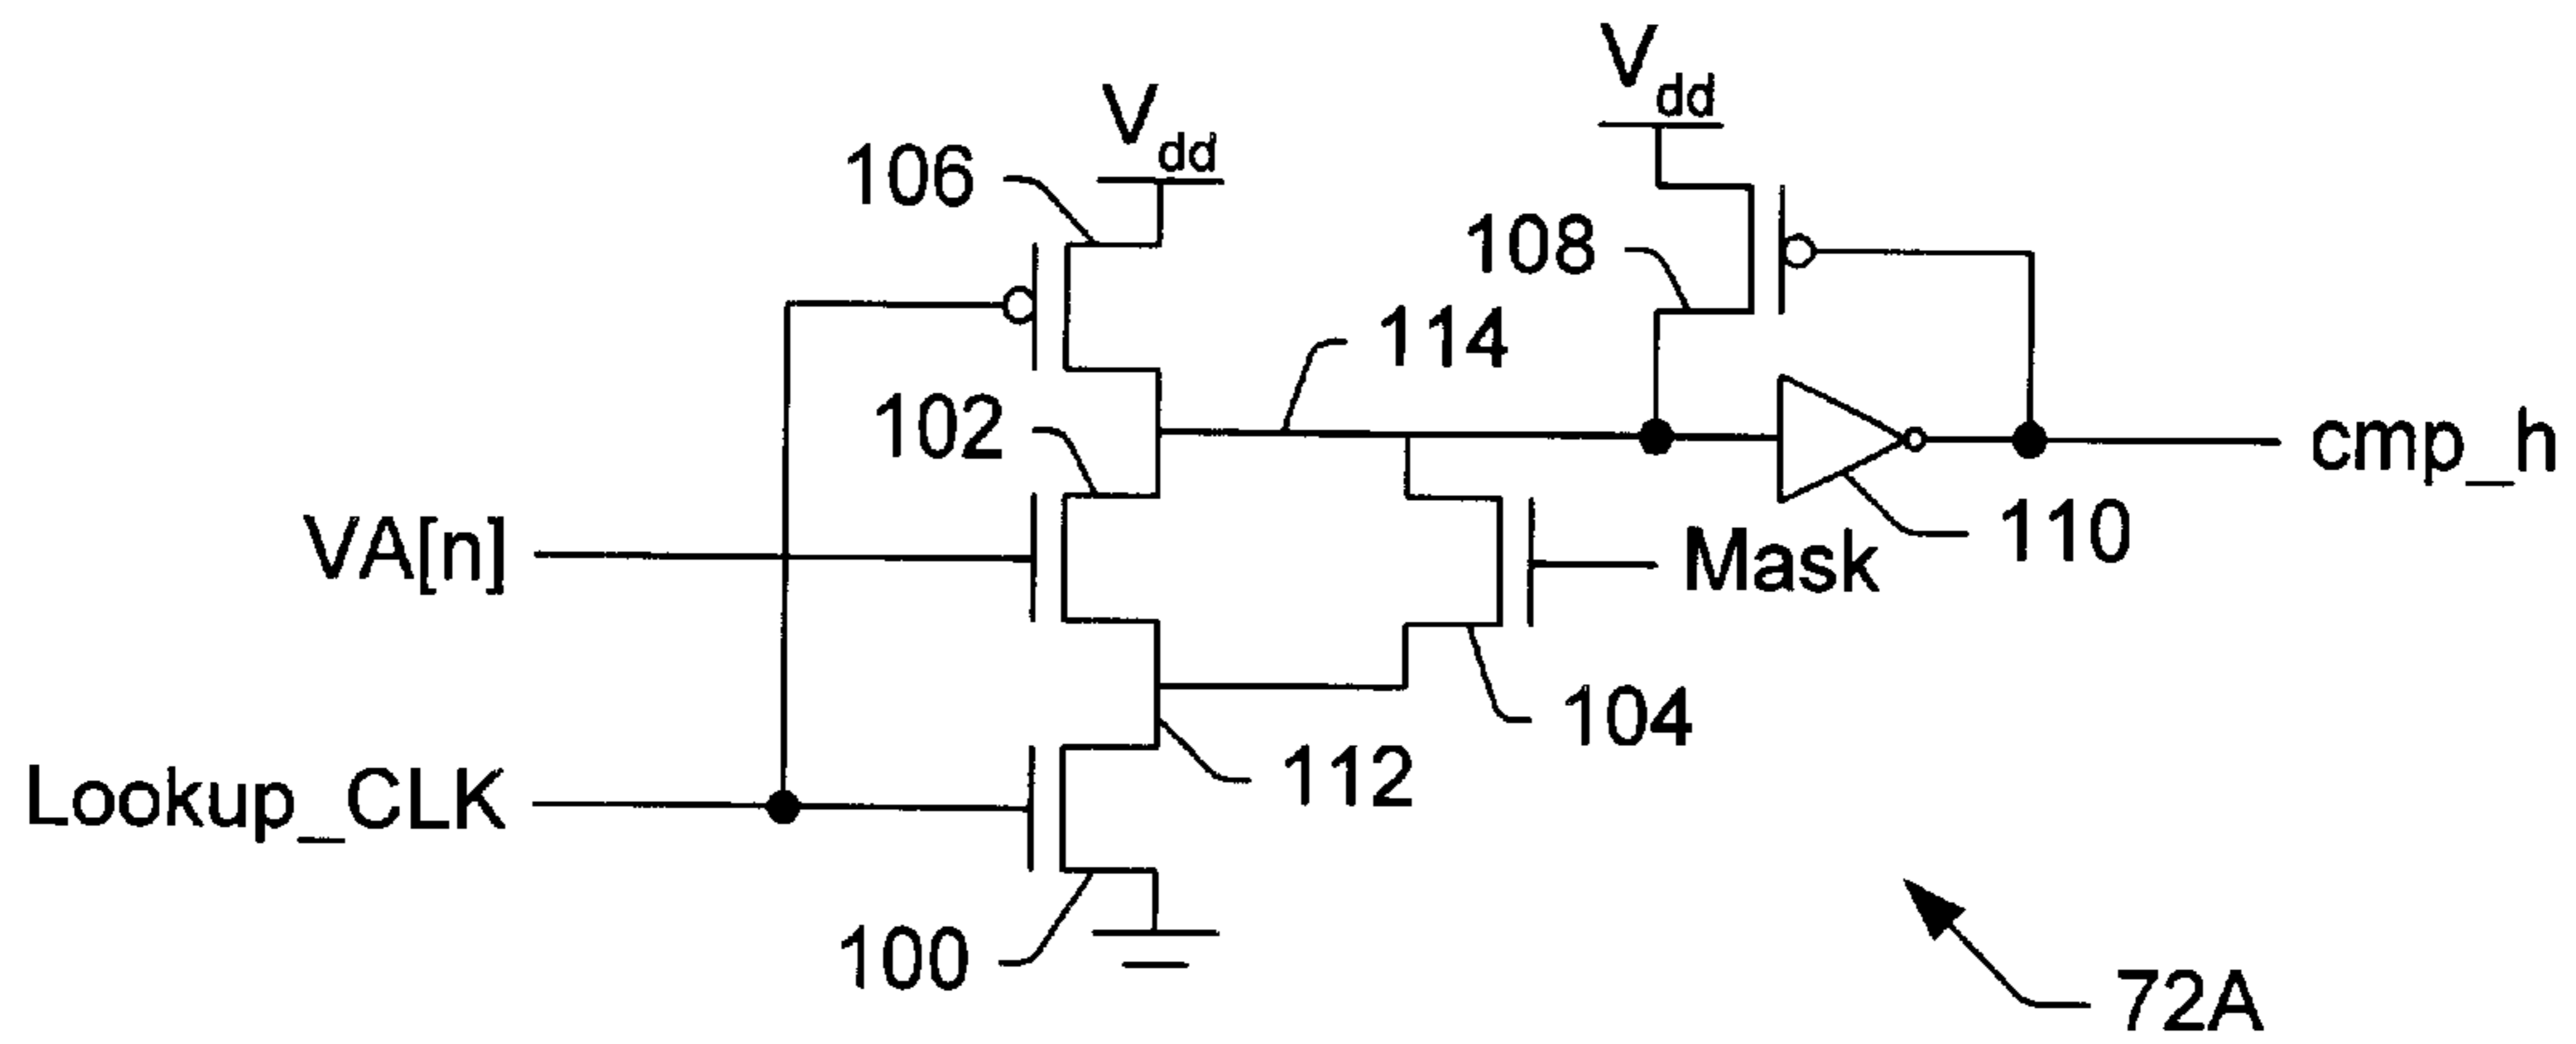 Vdd
Vdd
106
108
114
102
cmp_h
VA[n]
Mask
110
104
Lookup_CLK
112
100
72A